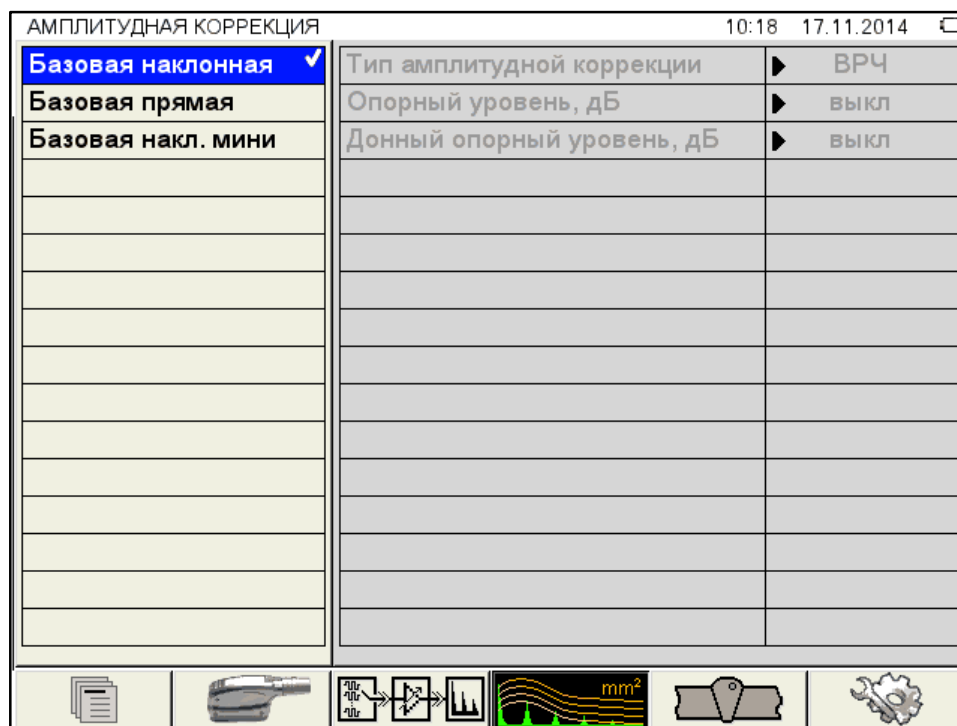 АМПЛИТУДНАЯ КОРРЕКЦИЯ 10:18 17.11.2014
Базовая наклонная Тип амплитудной коррекции ВРЧ
Базовая прямая Опорный уровень, дБ выкл
Базовая накл. мини Донный опорный уровень, дБ выкл
mm²